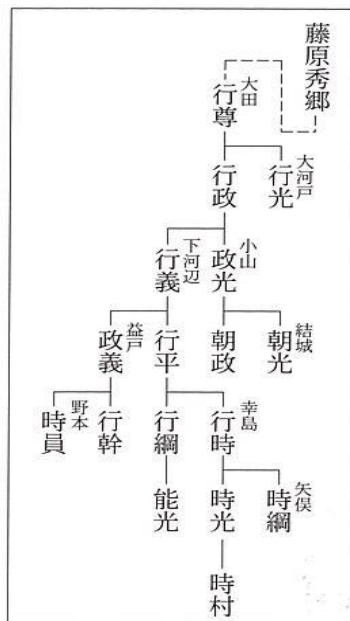 藤原秀郷
大田
行尊
大河戸
行光
行政
小山
政光
下河辺
行義
結城
朝光
朝政
行平
益戸
政義
幸島
行時
行綱
行幹
野本
時員
矢俣
時綱
時光
能光
時村